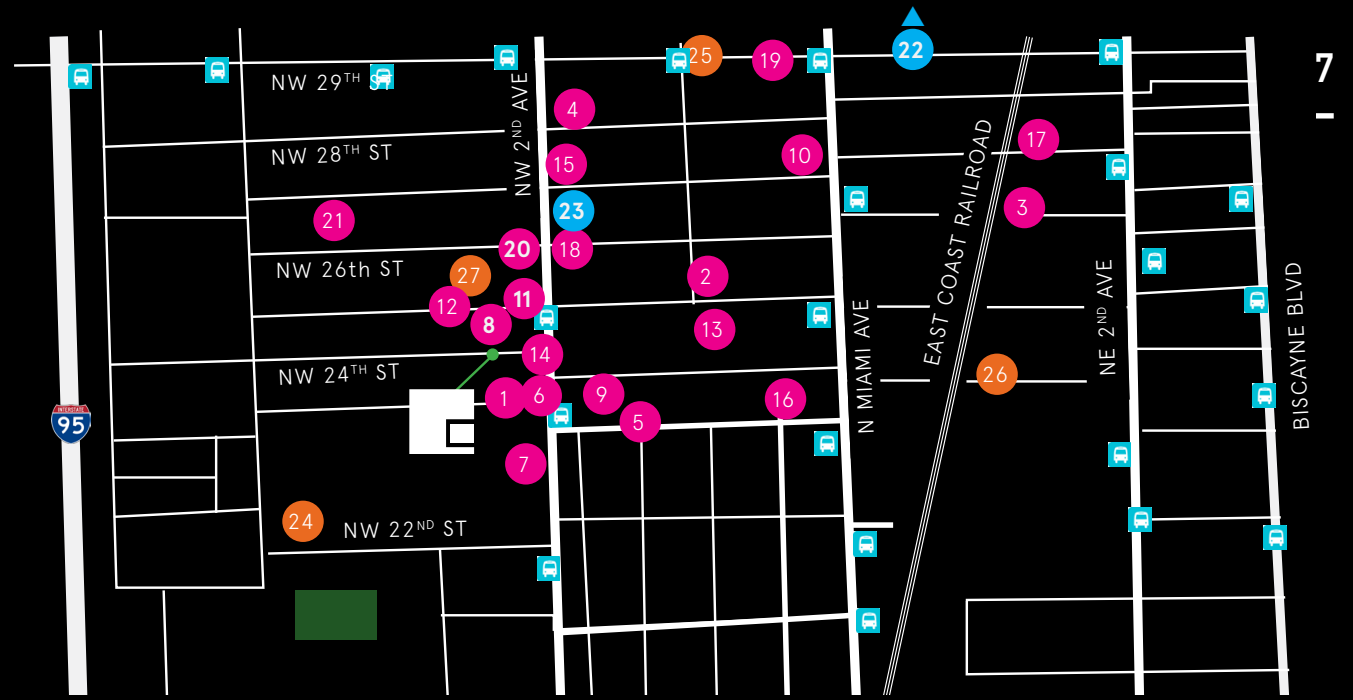 22
25
19
7
NW 29TH ST
4
NW 2ND AVE
17
NW 28TH ST
15
10
21
23
3
EAST COAST RAILROAD
20
18
NW 26th ST
27
2
12
11
8
13
N MIAMI AVE
NE 2ND AVE
BISCAYNE BLVD
14
NW 24TH ST
26
1
6
9
16
INTERSTATE
95
5
7
24
NW 22ND ST